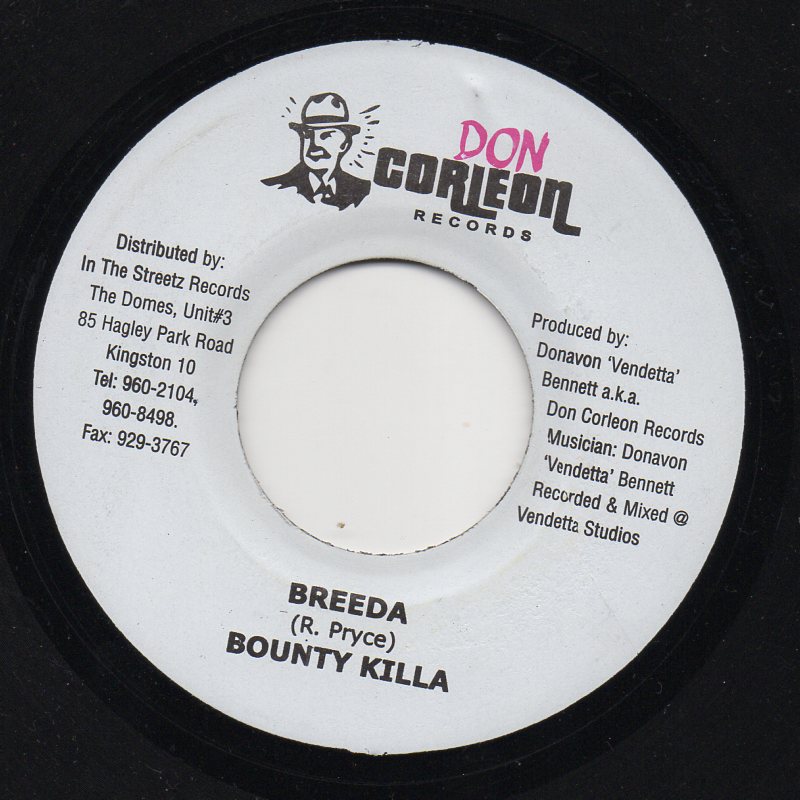 DON
CORLEON
RECORDS
Distributed by:
In The Streetz Records
The Domes, Unit#3
85 Hagley Park Road
Kingston 10
Tel: 960-2104,
960-8498.
Fax: 929-3767
Produced by:
Donavon 'Vendetta'
Bennett a.k.a.
Don Corleon Records
Musician: Donavon
'Vendetta' Bennett
Recorded & Mixed @
Vendetta Studios
BREEDA
(R. Pryce)
BOUNTY KILLA